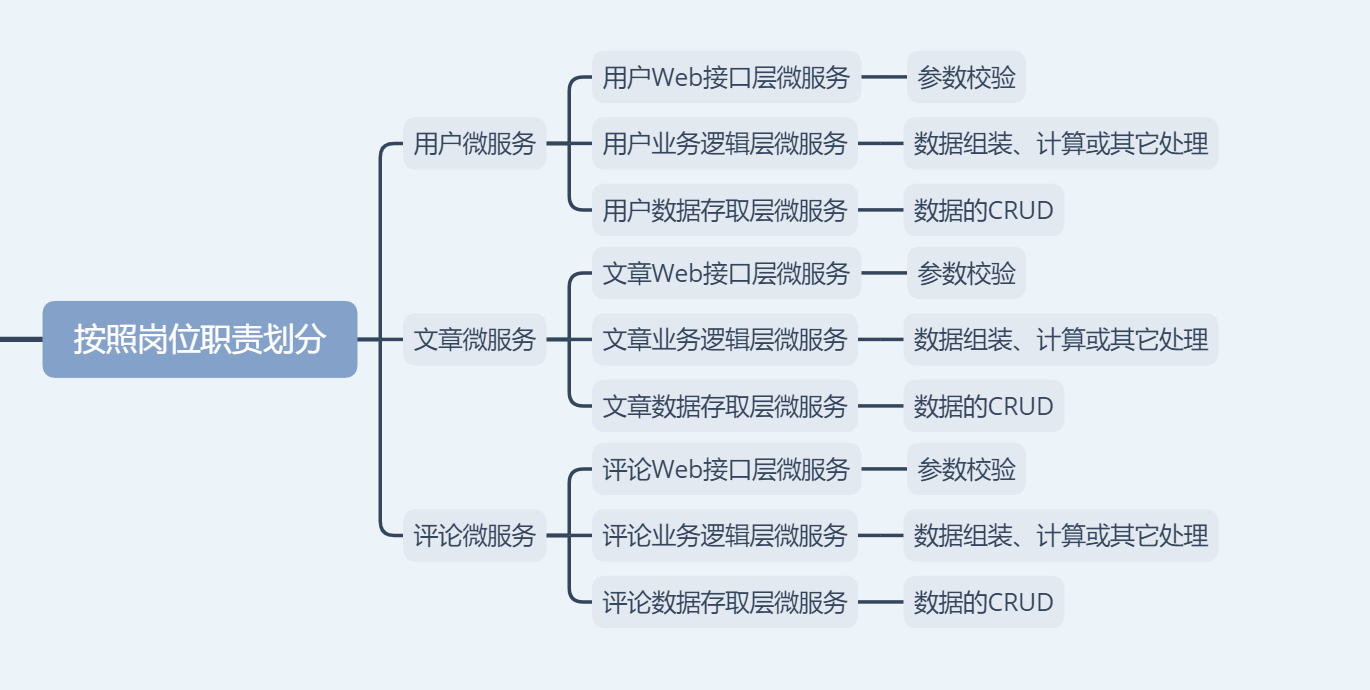 按照岗位职责划分
用户微服务
用户Web接口层微服务
参数校验
用户业务逻辑层微服务
数据组装、计算或其它处理
用户数据存取层微服务
数据的CRUD
文章微服务
文章Web接口层微服务
参数校验
文章业务逻辑层微服务
数据组装、计算或其它处理
文章数据存取层微服务
数据的CRUD
评论微服务
评论Web接口层微服务
参数校验
评论业务逻辑层微服务
数据组装、计算或其它处理
评论数据存取层微服务
数据的CRUD